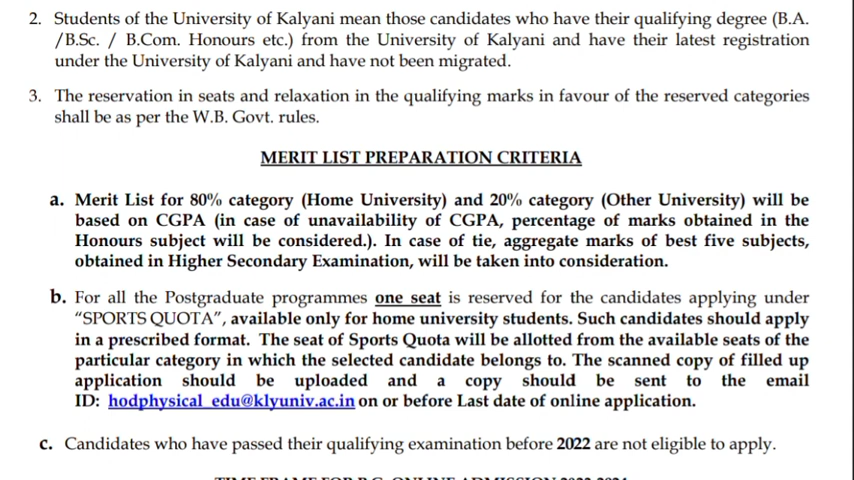 2. Students of the University of Kalyani mean those candidates who have their qualifying degree (B.A.
/B.Sc. / B.Com. Honours etc.) from the University of Kalyani and have their latest registration
under the University of Kalyani and have not been migrated.
3. The reservation in seats and relaxation in the qualifying marks in favour of the reserved categories
shall be as per the W.B. Govt. rules.
MERIT LIST PREPARATION CRITERIA
a. Merit List for 80% category (Home University) and 20% category (Other University) will be
based on CGPA (in case of unavailability of CGPA, percentage of marks obtained in the
Honours subject will be considered.). In case of tie, aggregate marks of best five subjects,
obtained in Higher Secondary Examination, will be taken into consideration.
b. For all the Postgraduate programmes one seat is reserved for the candidates applying under
“SPORTS QUOTA”, available only for home university students. Such candidates should apply
in a prescribed format. The seat of Sports Quota will be allotted from the available seats of the
particular category in which the selected candidate belongs to. The scanned copy of filled up
application should be uploaded and a copy should be sent to the email
ID: hodphysical_edu@klyuniv.ac.in on or before Last date of online application.
c. Candidates who have passed their qualifying examination before 2022 are not eligible to apply.